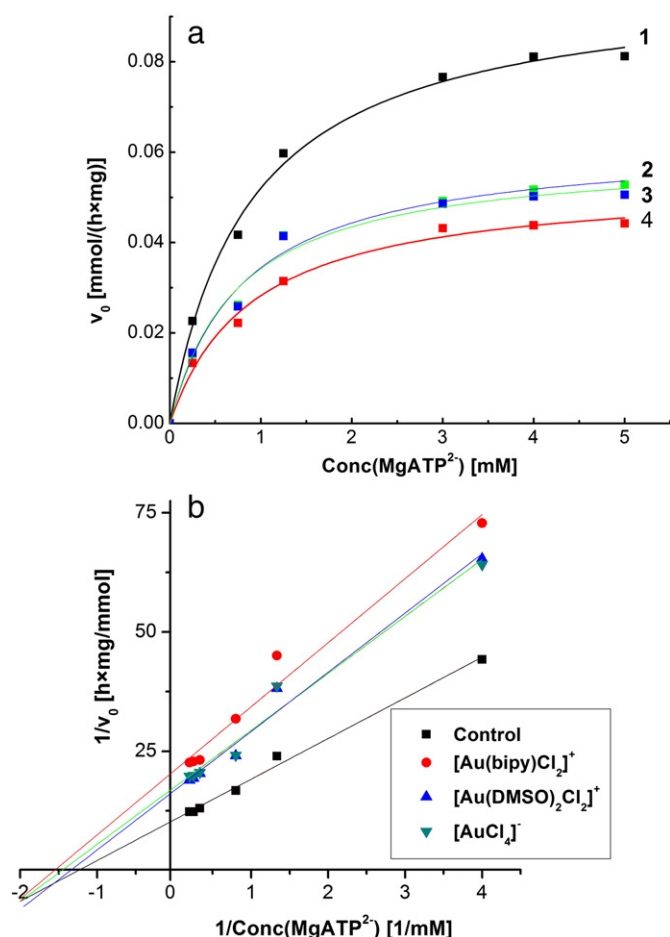 a
1
2
3
4
0.08
0.06
0.04
0.02
0.00
v₀ [mmol/(h×mg)]
0 1 2 3 4 5
Conc(MgATP²⁻) [mM]
b
75
50
25
1/v₀ [h×mg/mmol]
Control
[Au(bipy)Cl₂]⁺
[Au(DMSO)₂Cl₂]⁺
[AuCl₄]⁻
-2 -1 0 1 2 3 4
1/Conc(MgATP²⁻) [1/mM]